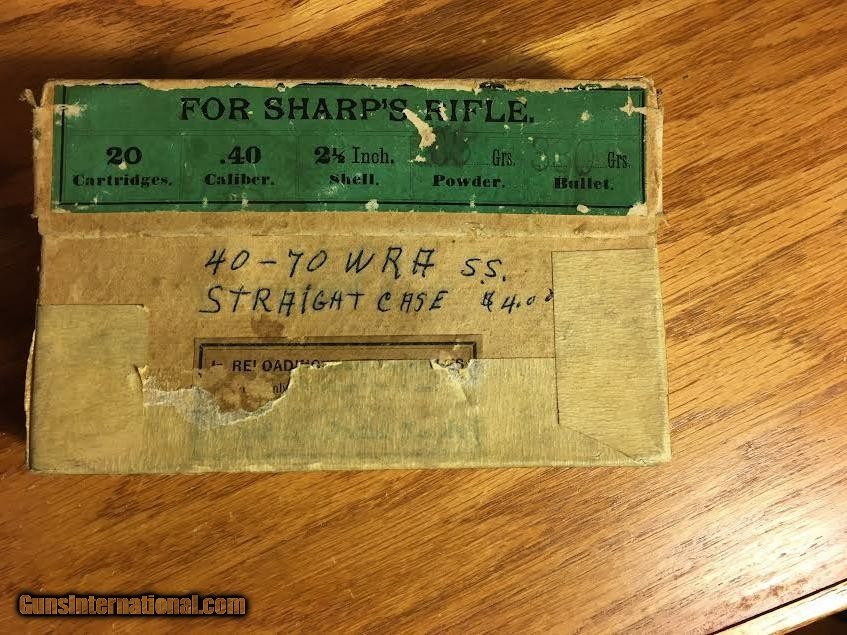 FOR SHARP'S RIFLE.
20 .40 2½ Inch. Grs. Grs.
Cartridges. Caliber. Shell. Powder. Bullet.
40-70 WRA S.S.
STRAIGHT CASE $4.00
RELOADING
GunsInternational.com